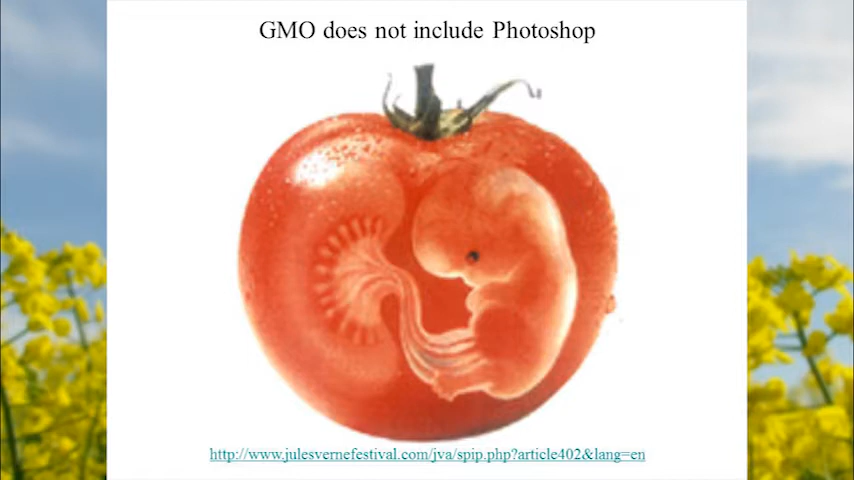 GMO does not include Photoshop
http://www.julesvernefestival.com/jva/spip.php?article402&lang=en